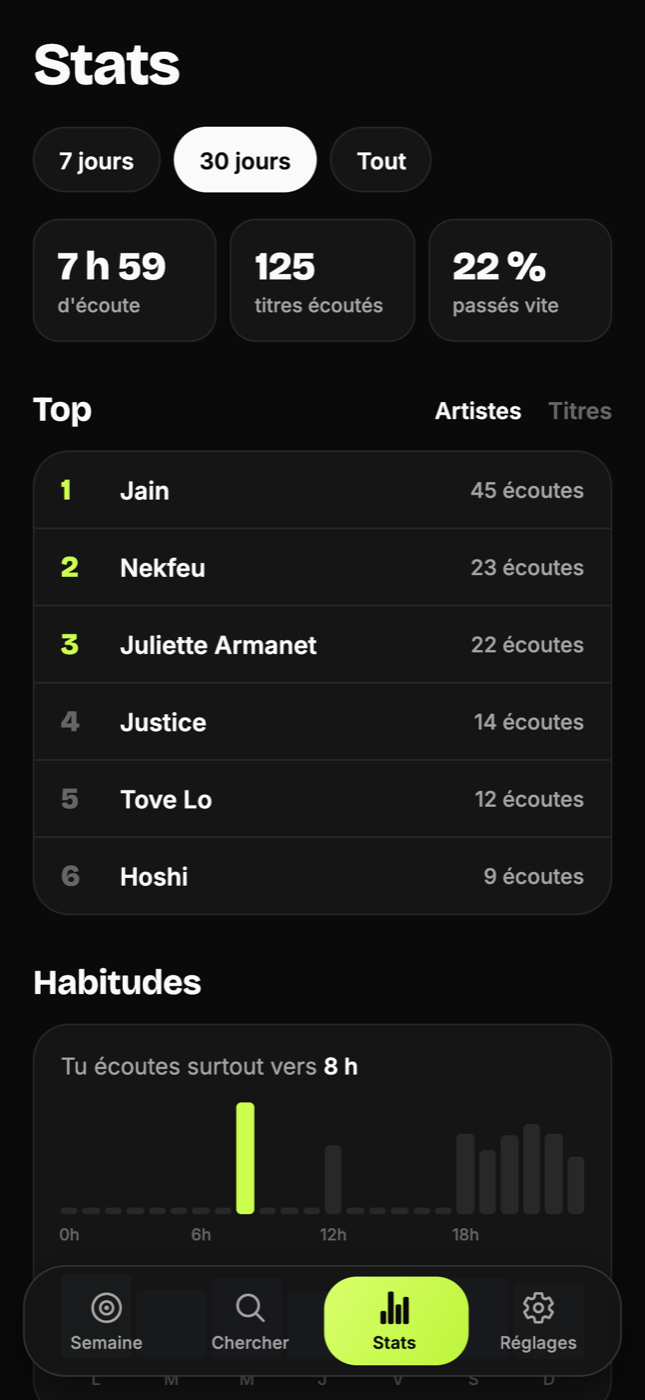 Stats
7 jours 30 jours Tout
7 h 59 125 22 %
d'écoute titres écoutés passés vite
Top Artistes Titres
1 Jain 45 écoutes
2 Nekfeu 23 écoutes
3 Juliette Armanet 22 écoutes
4 Justice 14 écoutes
5 Tove Lo 12 écoutes
6 Hoshi 9 écoutes
Habitudes
Tu écoutes surtout vers 8 h
0h 6h 12h 18h
Semaine Chercher Stats Réglages
L M M J V S D